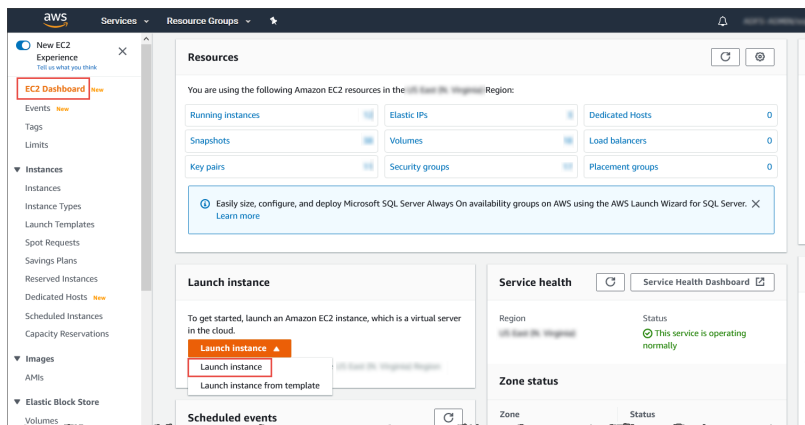 aws
Services
Resource Groups
New EC2
Experience
Tell us what you think
EC2 Dashboard New
Events New
Tags
Limits
Instances
Instances
Instance Types
Launch Templates
Spot Requests
Savings Plans
Reserved Instances
Dedicated Hosts New
Scheduled Instances
Capacity Reservations
Images
AMIs
Elastic Block Store
Volumes
Resources
You are using the following Amazon EC2 resources in the Region:
Running instances
Elastic IPs
Dedicated Hosts 0
Snapshots
Volumes
Load balancers 0
Key pairs
Security groups
Placement groups 0
Easily size, configure, and deploy Microsoft SQL Server Always On availability groups on AWS using the AWS Launch Wizard for SQL Server.
Learn more
Launch instance
To get started, launch an Amazon EC2 instance, which is a virtual server
in the cloud.
Launch instance
Launch instance
Launch instance from template
Scheduled events
Service health
Service Health Dashboard
Region
Status
This service is operating
normally
Zone status
Zone
Status